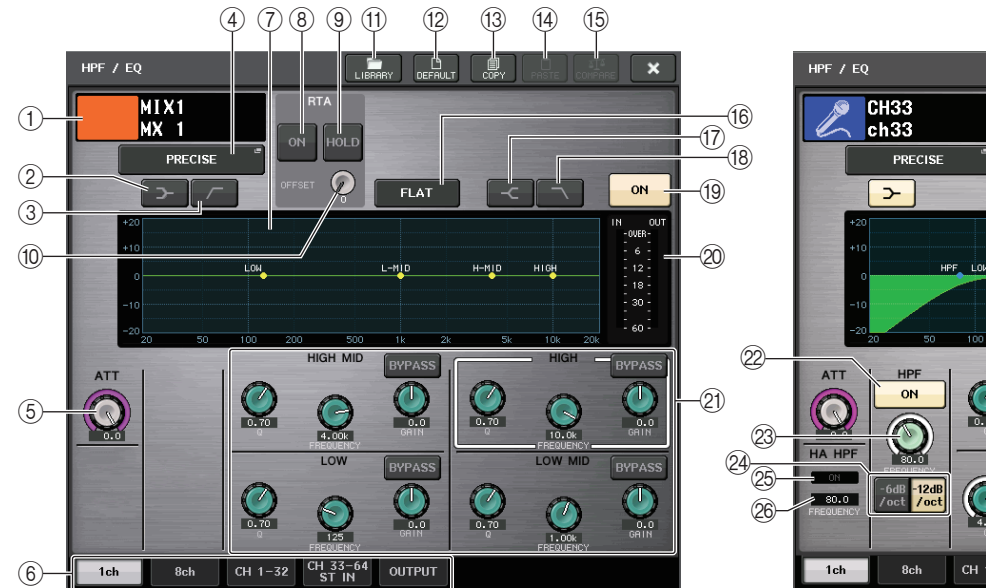 ④ ⑦ ⑧ ⑨ ⑪ ⑫ ⑬ ⑭ ⑮
HPF / EQ
LIBRARY DEFAULT COPY PASTE COMPARE
①
MIX1
MX 1
RTA
ON HOLD
④
PRECISE
②
③
OFFSET
0
FLAT
⑯
⑰
⑱
ON
⑲
⑩
+20
+10
0
-10
-20
LOW L-MID H-MID HIGH
20 50 100 200 500 1k 2k 5k 10k 20k
IN OUT
-OVER-
6
12
18
30
60
⑳
HIGH MID
BYPASS
0.70
Q
4.00k
FREQUENCY
0.0
GAIN
HIGH
BYPASS
0.70
Q
10.0k
FREQUENCY
0.0
GAIN
㉑
ATT
⑤
0.0
LOW
BYPASS
0.70
Q
125
FREQUENCY
0.0
GAIN
LOW MID
BYPASS
0.70
Q
1.00k
FREQUENCY
0.0
GAIN
⑥
1ch 8ch CH 1-32 CH 33-64
ST IN OUTPUT
HPF / EQ
CH33
ch33
PRECISE
+20
+10
0
-10
-20
HPF LOW
20 50 100
㉒
ATT
0.0
HPF
ON
㉓
80.0
FREQUENCY
㉔
HA HPF
㉕
ON
㉖
80.0
FREQUENCY
-6dB
/oct
-12dB
/oct
1ch 8ch